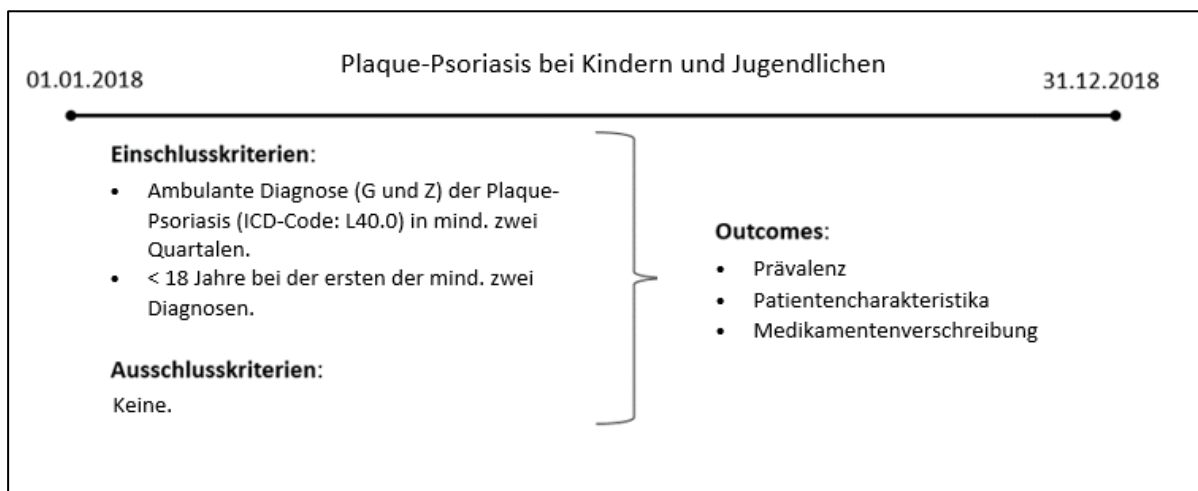 Plaque-Psoriasis bei Kindern und Jugendlichen
01.01.2018
31.12.2018
Einschlusskriterien:
• Ambulante Diagnose (G und Z) der Plaque-
Psoriasis (ICD-Code: L40.0) in mind. zwei
Quartalen.
• < 18 Jahre bei der ersten der mind. zwei
Diagnosen.
Ausschlusskriterien:
Keine.
Outcomes:
• Prävalenz
• Patientencharakteristika
• Medikamentenverschreibung